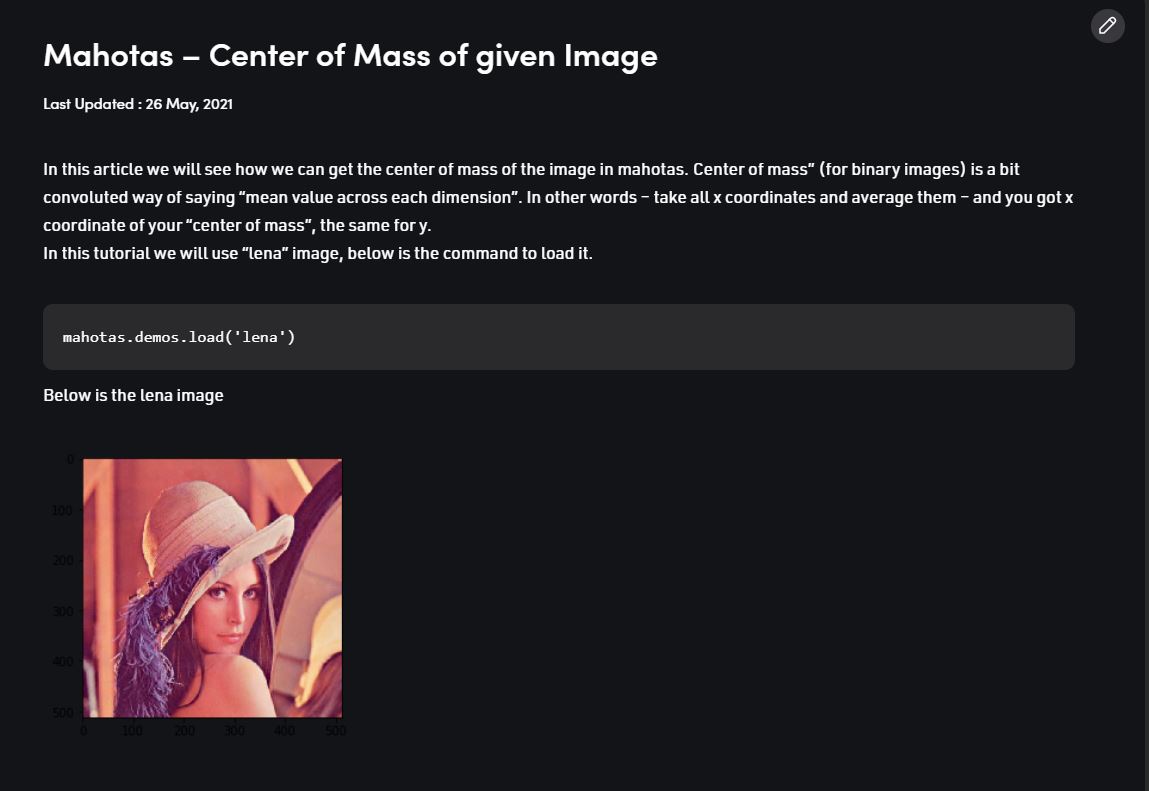 Mahotas – Center of Mass of given Image
Last Updated : 26 May, 2021
In this article we will see how we can get the center of mass of the image in mahotas. Center of mass” (for binary images) is a bit
convoluted way of saying “mean value across each dimension”. In other words – take all x coordinates and average them – and you got x
coordinate of your “center of mass”, the same for y.
In this tutorial we will use “lena” image, below is the command to load it.
mahotas.demos.load('lena')
Below is the lena image
0
100
200
300
400
500
0 100 200 300 400 500